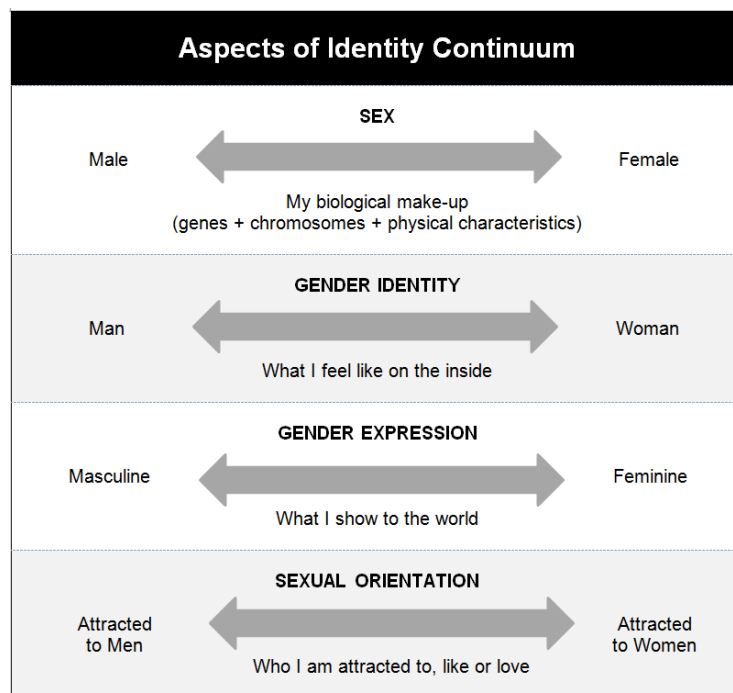 Aspects of Identity Continuum
SEX
Male
Female
My biological make-up
(genes + chromosomes + physical characteristics)
GENDER IDENTITY
Man
Woman
What I feel like on the inside
GENDER EXPRESSION
Masculine
Feminine
What I show to the world
SEXUAL ORIENTATION
Attracted
to Men
Attracted
to Women
Who I am attracted to, like or love